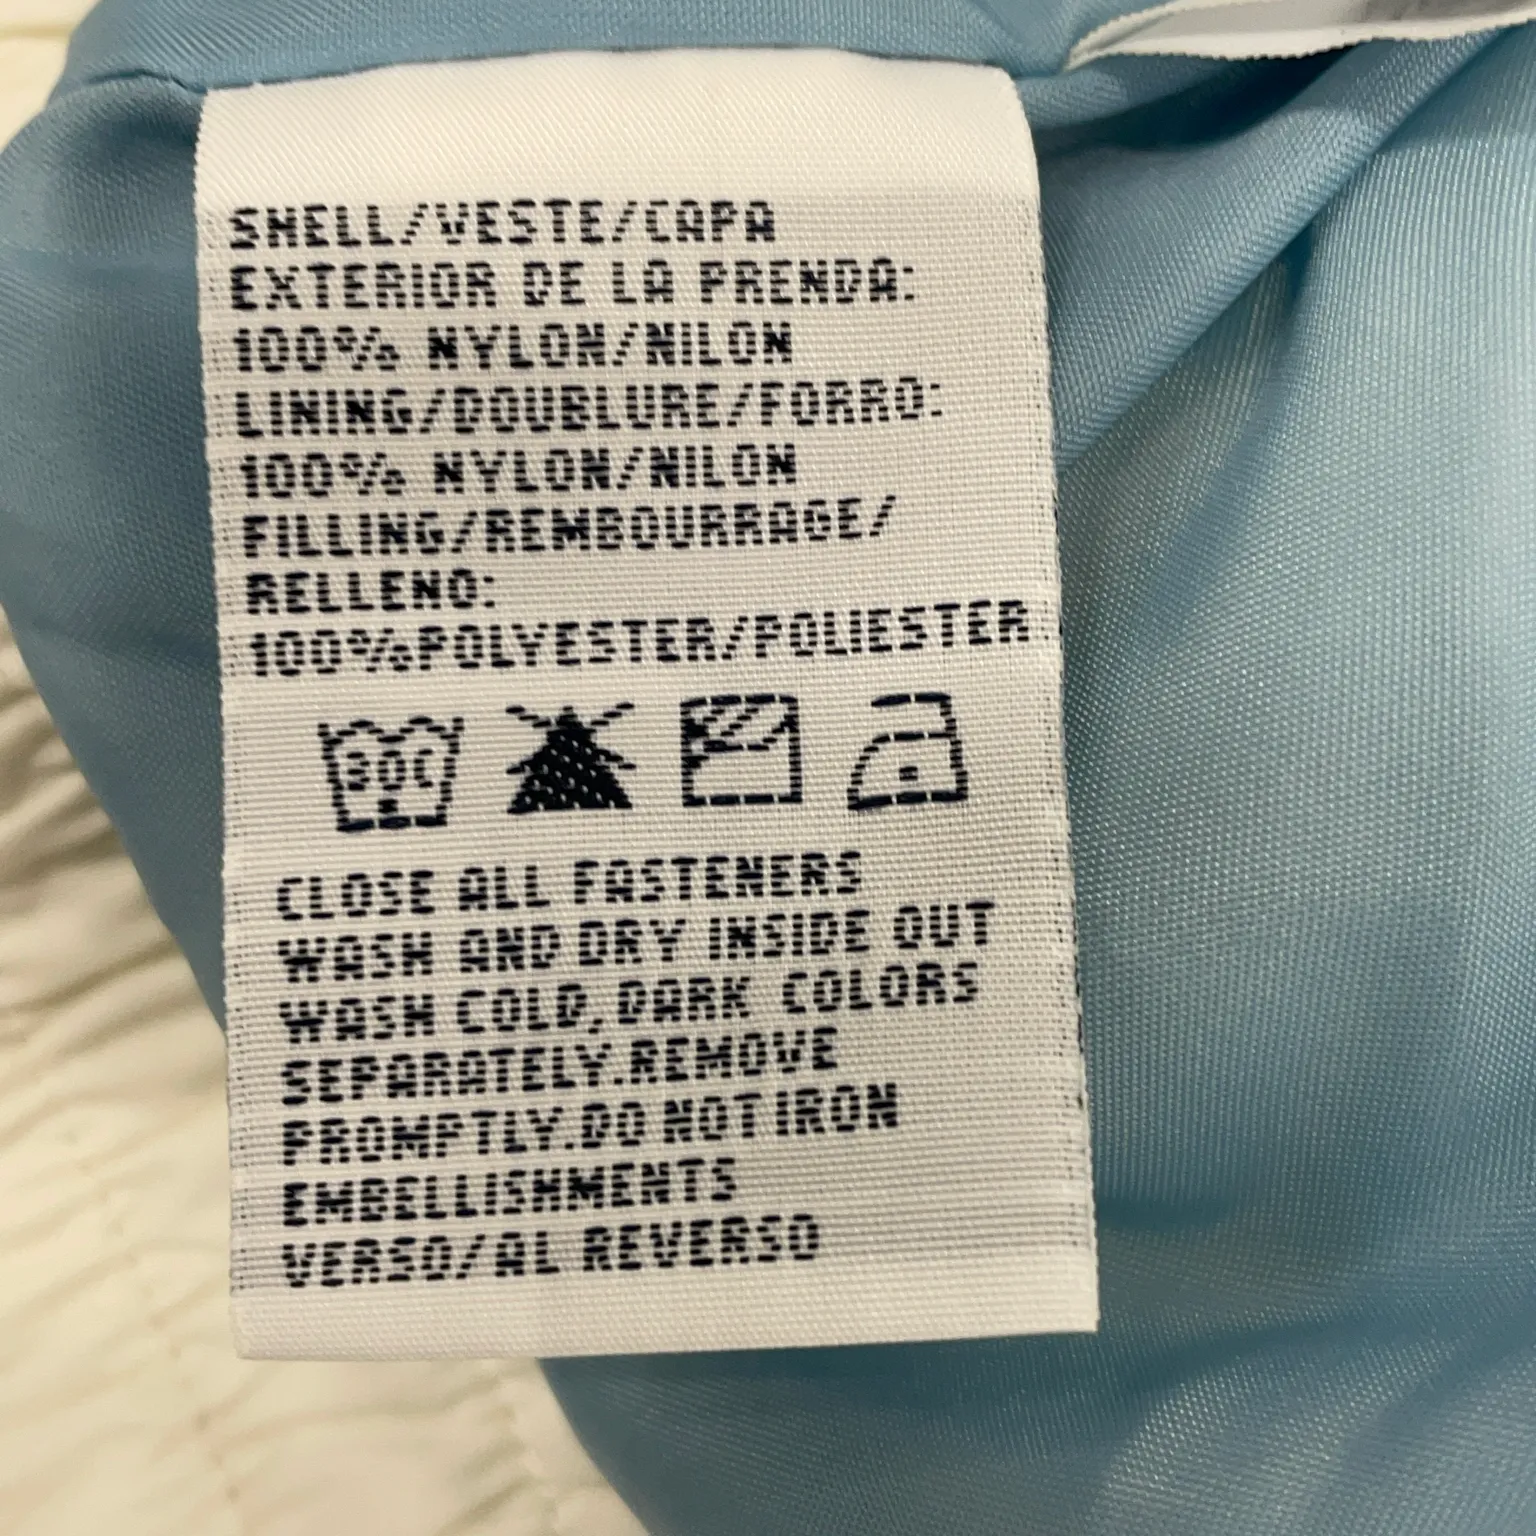 SHELL/VESTE/CAPA
EXTERIOR DE LA PRENDA:
100% NYLON/NILON
LINING/DOUBLURE/FORRO:
100% NYLON/NILON
FILLING/REMBOURRAGE/
RELLENO:
100%POLYESTER/POLIESTER
30C
CLOSE ALL FASTENERS
WASH AND DRY INSIDE OUT
WASH COLD,DARK COLORS
SEPARATELY.REMOVE
PROMPTLY.DO NOT IRON
EMBELLISHMENTS
VERSO/AL REVERSO